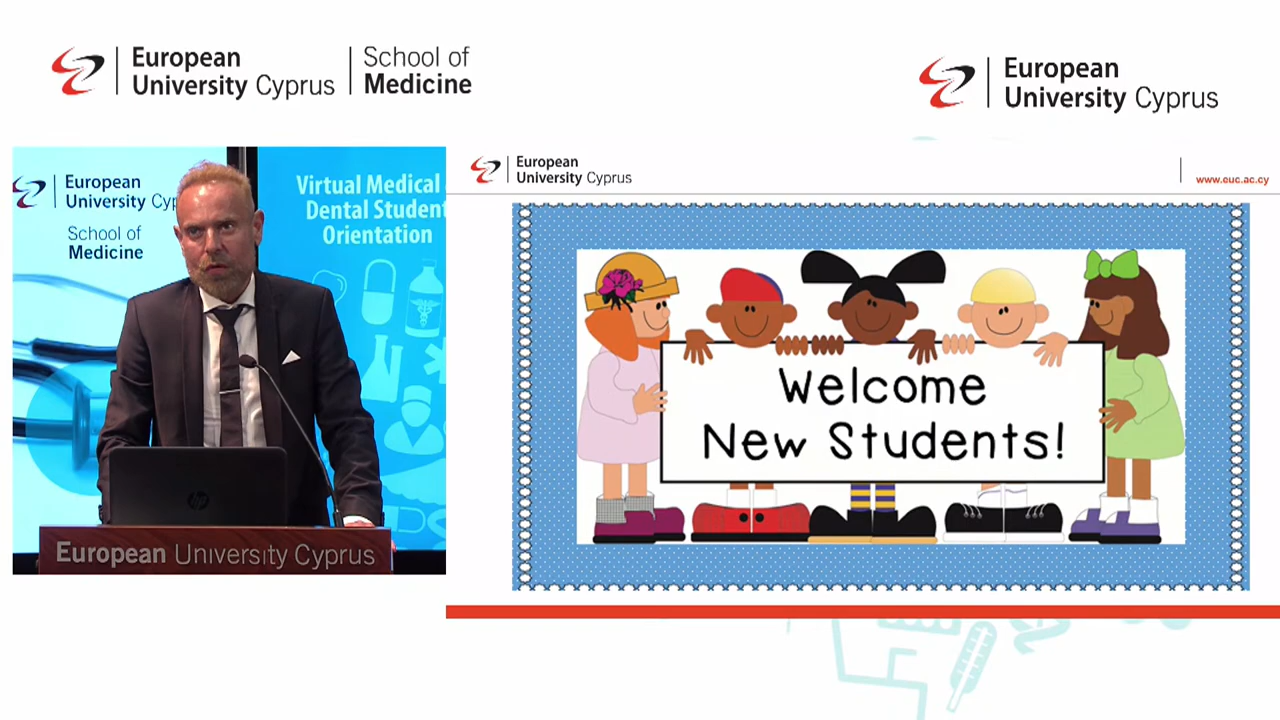 European
University Cyprus
School of
Medicine
European
University Cyprus
European
University Cyp
School of
Medicine
Virtual Medical
Dental Student
Orientation
hp
European University Cyprus
European
University Cyprus
www.euc.ac.cy
Welcome
New Students!